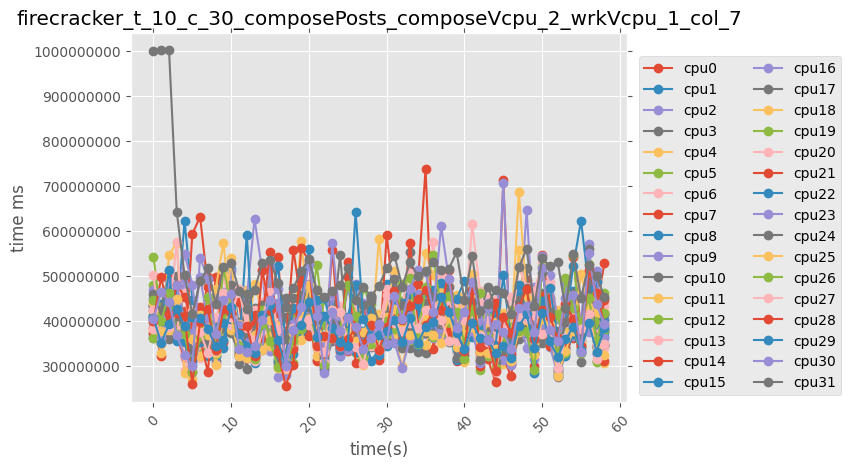 firecracker_t_10_c_30_composePosts_composeVcpu_2_wrkVcpu_1_col_7
1000000000
900000000
800000000
700000000
600000000
500000000
400000000
300000000
time ms
0
10
20
30
40
50
60
time(s)
cpu0
cpu1
cpu2
cpu3
cpu4
cpu5
cpu6
cpu7
cpu8
cpu9
cpu10
cpu11
cpu12
cpu13
cpu14
cpu15
cpu16
cpu17
cpu18
cpu19
cpu20
cpu21
cpu22
cpu23
cpu24
cpu25
cpu26
cpu27
cpu28
cpu29
cpu30
cpu31